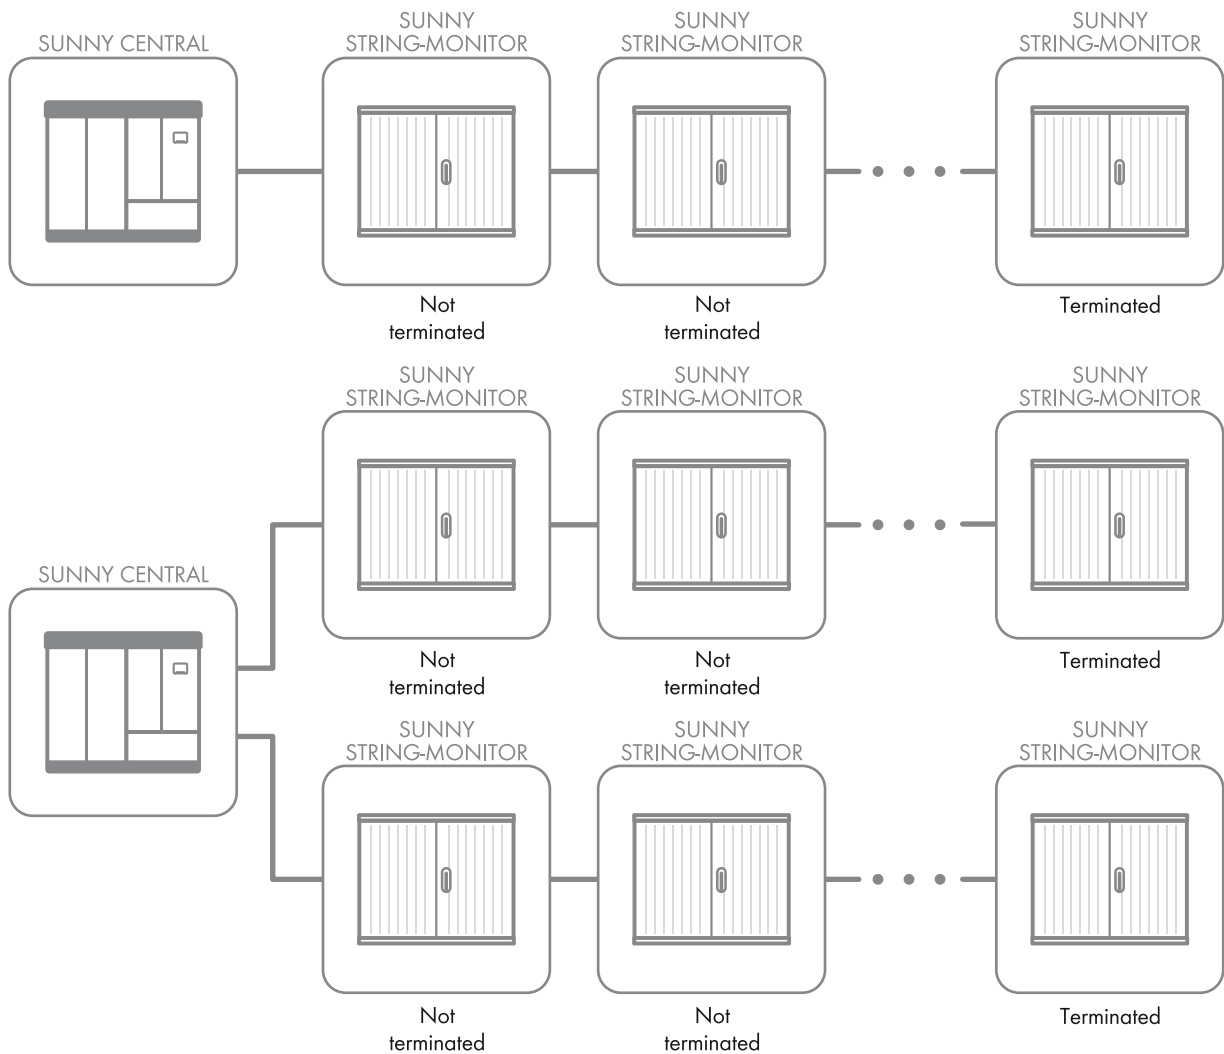 SUNNY CENTRAL
SUNNY
STRING-MONITOR
SUNNY
STRING-MONITOR
SUNNY
STRING-MONITOR
Not
terminated
Not
terminated
Terminated
SUNNY CENTRAL
SUNNY
STRING-MONITOR
SUNNY
STRING-MONITOR
SUNNY
STRING-MONITOR
Not
terminated
Not
terminated
Terminated
SUNNY
STRING-MONITOR
SUNNY
STRING-MONITOR
SUNNY
STRING-MONITOR
Not
terminated
Not
terminated
Terminated